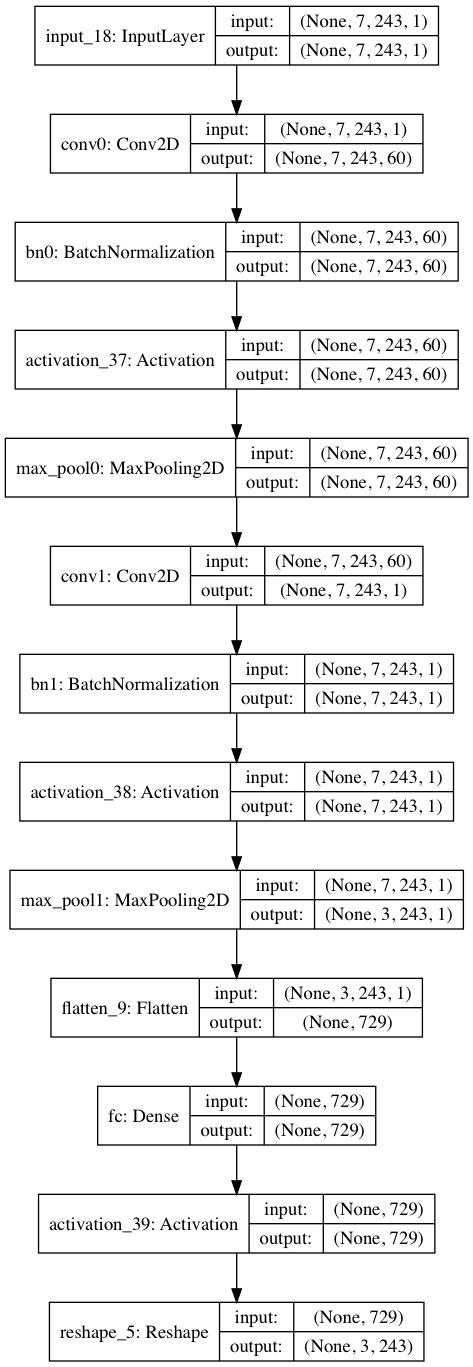 input_18: InputLayer
input: (None, 7, 243, 1)
output: (None, 7, 243, 1)
conv0: Conv2D
input: (None, 7, 243, 1)
output: (None, 7, 243, 60)
bn0: BatchNormalization
input: (None, 7, 243, 60)
output: (None, 7, 243, 60)
activation_37: Activation
input: (None, 7, 243, 60)
output: (None, 7, 243, 60)
max_pool0: MaxPooling2D
input: (None, 7, 243, 60)
output: (None, 7, 243, 60)
conv1: Conv2D
input: (None, 7, 243, 60)
output: (None, 7, 243, 1)
bn1: BatchNormalization
input: (None, 7, 243, 1)
output: (None, 7, 243, 1)
activation_38: Activation
input: (None, 7, 243, 1)
output: (None, 7, 243, 1)
max_pool1: MaxPooling2D
input: (None, 7, 243, 1)
output: (None, 3, 243, 1)
flatten_9: Flatten
input: (None, 3, 243, 1)
output: (None, 729)
fc: Dense
input: (None, 729)
output: (None, 729)
activation_39: Activation
input: (None, 729)
output: (None, 729)
reshape_5: Reshape
input: (None, 729)
output: (None, 3, 243)